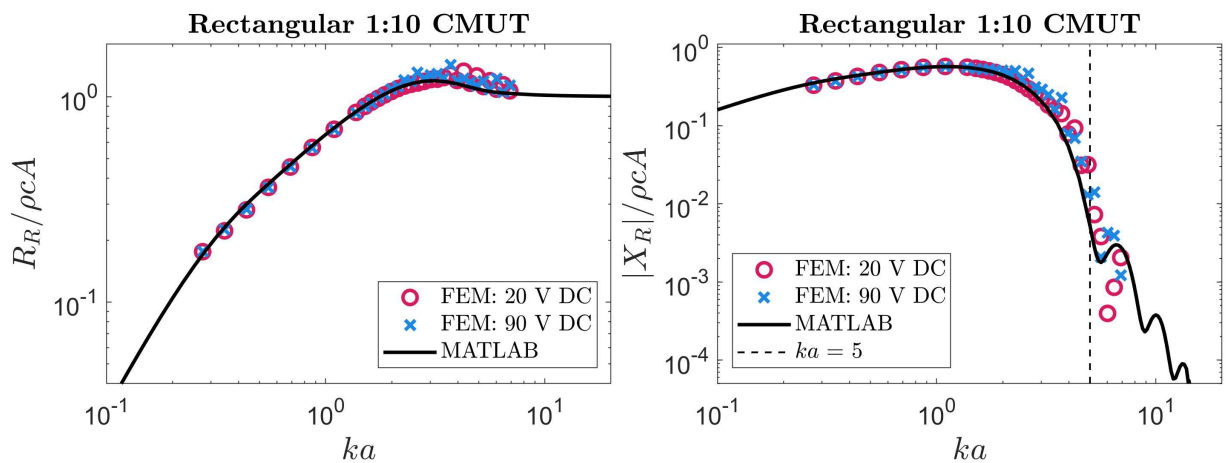 Rectangular 1:10 CMUT
R_R/ρcA
10^0
10^-1
FEM: 20 V DC
FEM: 90 V DC
MATLAB
10^-1
10^0
10^1
ka
Rectangular 1:10 CMUT
|X_R|/ρcA
10^0
10^-1
10^-2
10^-3
10^-4
FEM: 20 V DC
FEM: 90 V DC
MATLAB
ka = 5
10^-1
10^0
10^1
ka